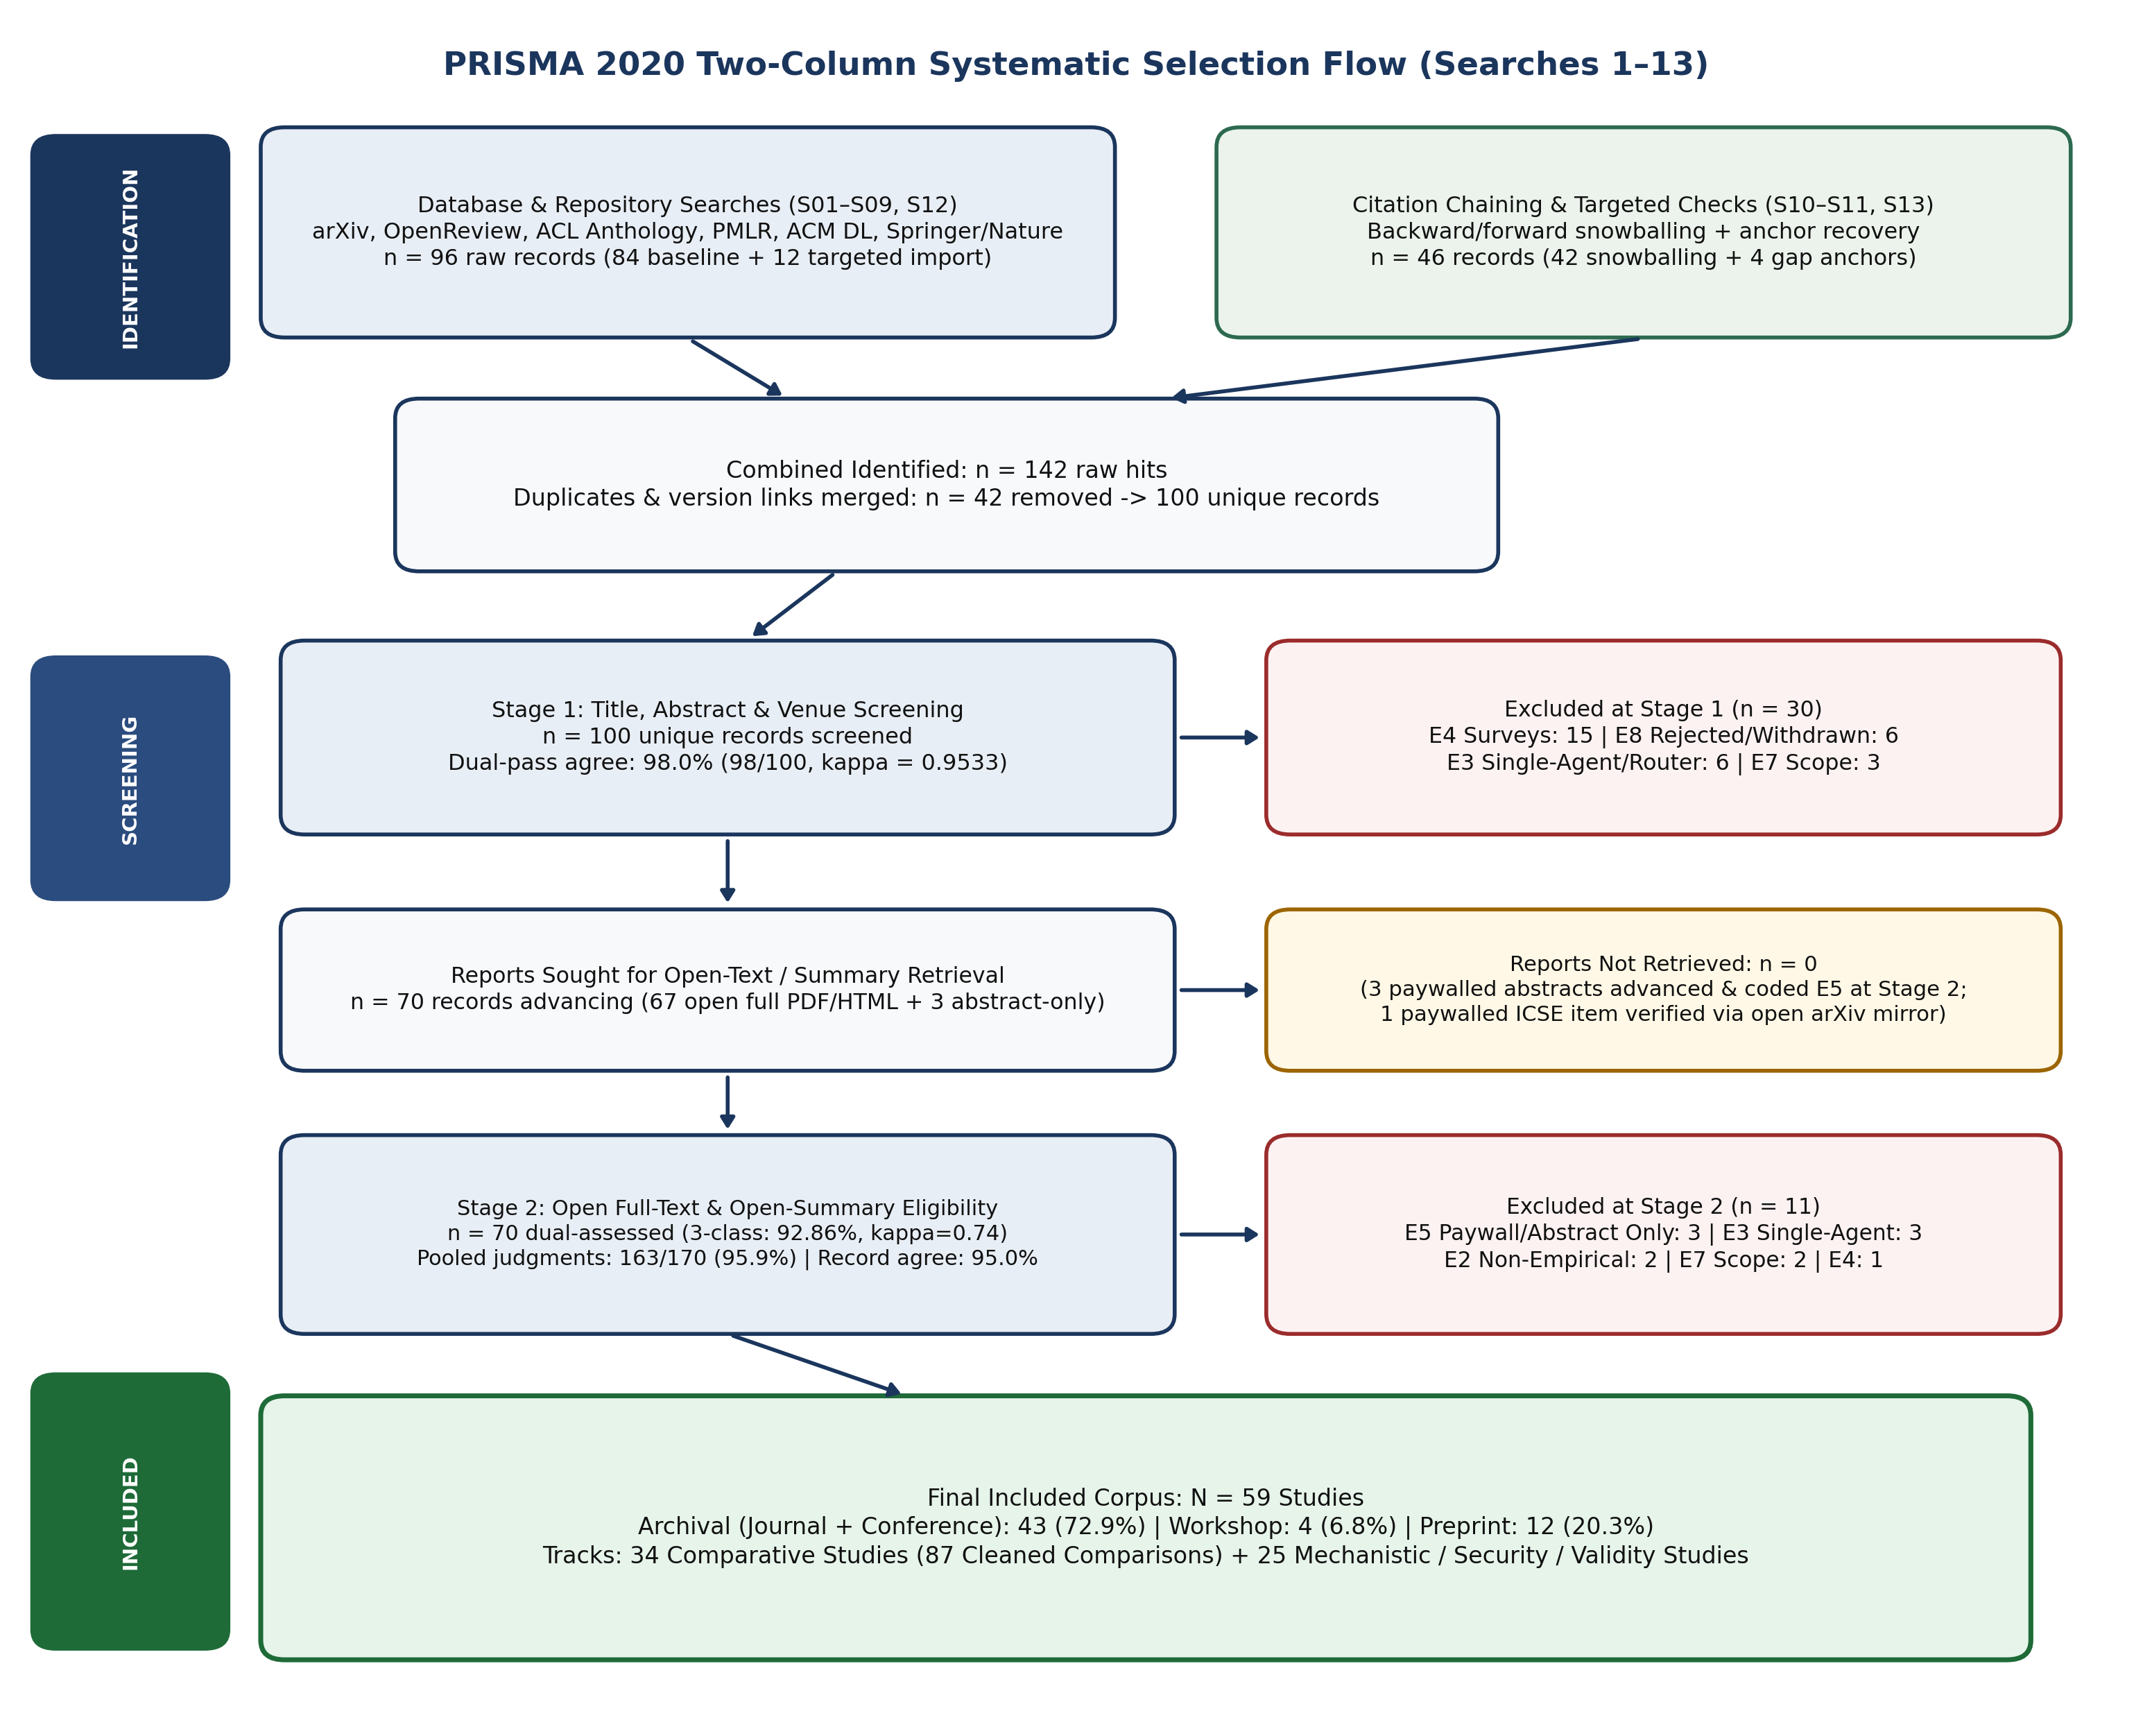 PRISMA 2020 Two-Column Systematic Selection Flow (Searches 1–13)
IDENTIFICATION
Database & Repository Searches (S01–S09, S12)
arXiv, OpenReview, ACL Anthology, PMLR, ACM DL, Springer/Nature
n = 96 raw records (84 baseline + 12 targeted import)
Citation Chaining & Targeted Checks (S10–S11, S13)
Backward/forward snowballing + anchor recovery
n = 46 records (42 snowballing + 4 gap anchors)
Combined Identified: n = 142 raw hits
Duplicates & version links merged: n = 42 removed -> 100 unique records
SCREENING
Stage 1: Title, Abstract & Venue Screening
n = 100 unique records screened
Dual-pass agree: 98.0% (98/100, kappa = 0.9533)
Excluded at Stage 1 (n = 30)
E4 Surveys: 15 | E8 Rejected/Withdrawn: 6
E3 Single-Agent/Router: 6 | E7 Scope: 3
Reports Sought for Open-Text / Summary Retrieval
n = 70 records advancing (67 open full PDF/HTML + 3 abstract-only)
Reports Not Retrieved: n = 0
(3 paywalled abstracts advanced & coded E5 at Stage 2;
1 paywalled ICSE item verified via open arXiv mirror)
Stage 2: Open Full-Text & Open-Summary Eligibility
n = 70 dual-assessed (3-class: 92.86%, kappa=0.74)
Pooled judgments: 163/170 (95.9%) | Record agree: 95.0%
Excluded at Stage 2 (n = 11)
E5 Paywall/Abstract Only: 3 | E3 Single-Agent: 3
E2 Non-Empirical: 2 | E7 Scope: 2 | E4: 1
INCLUDED
Final Included Corpus: N = 59 Studies
Archival (Journal + Conference): 43 (72.9%) | Workshop: 4 (6.8%) | Preprint: 12 (20.3%)
Tracks: 34 Comparative Studies (87 Cleaned Comparisons) + 25 Mechanistic / Security / Validity Studies